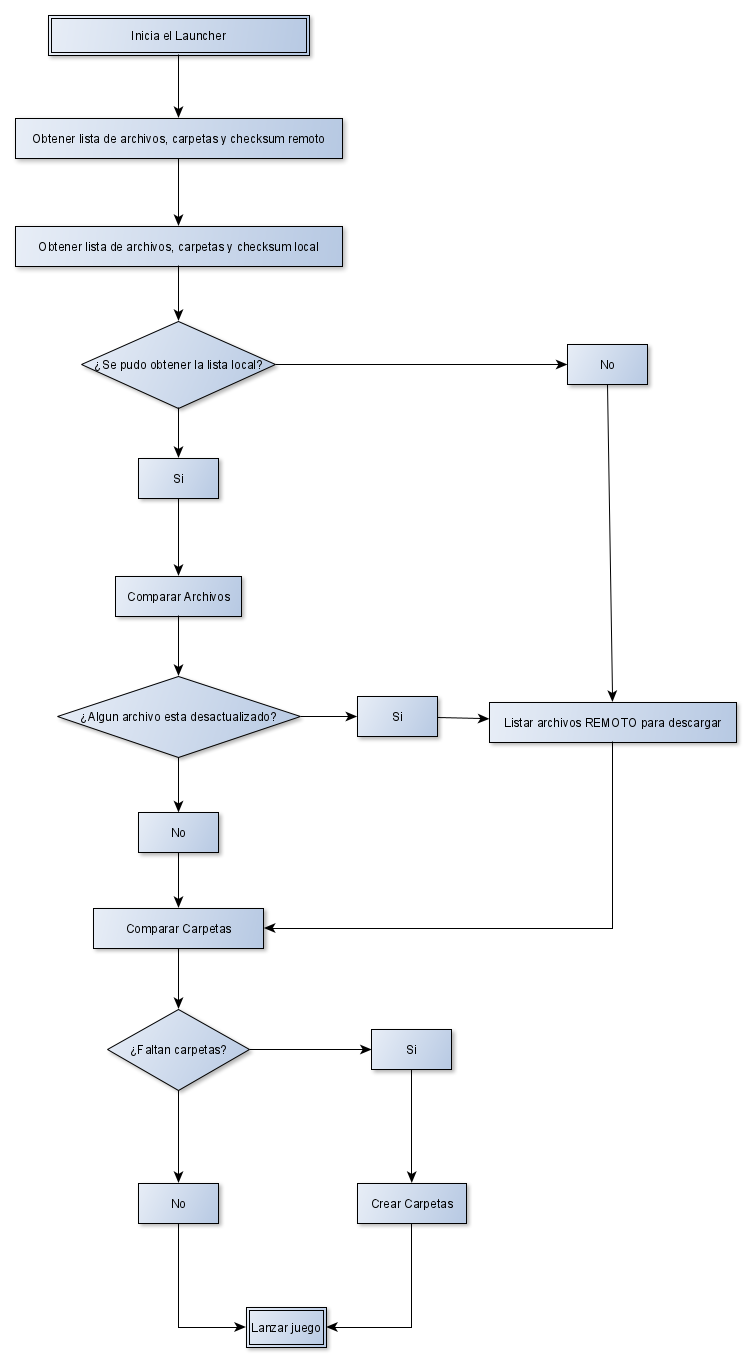 Inicia el Launcher
Obtener lista de archivos, carpetas y checksum remoto
Obtener lista de archivos, carpetas y checksum local
¿Se pudo obtener la lista local?
No
Si
Comparar Archivos
¿Algun archivo esta desactualizado?
Si
Listar archivos REMOTO para descargar
No
Comparar Carpetas
¿Faltan carpetas?
Si
No
Crear Carpetas
Lanzar juego